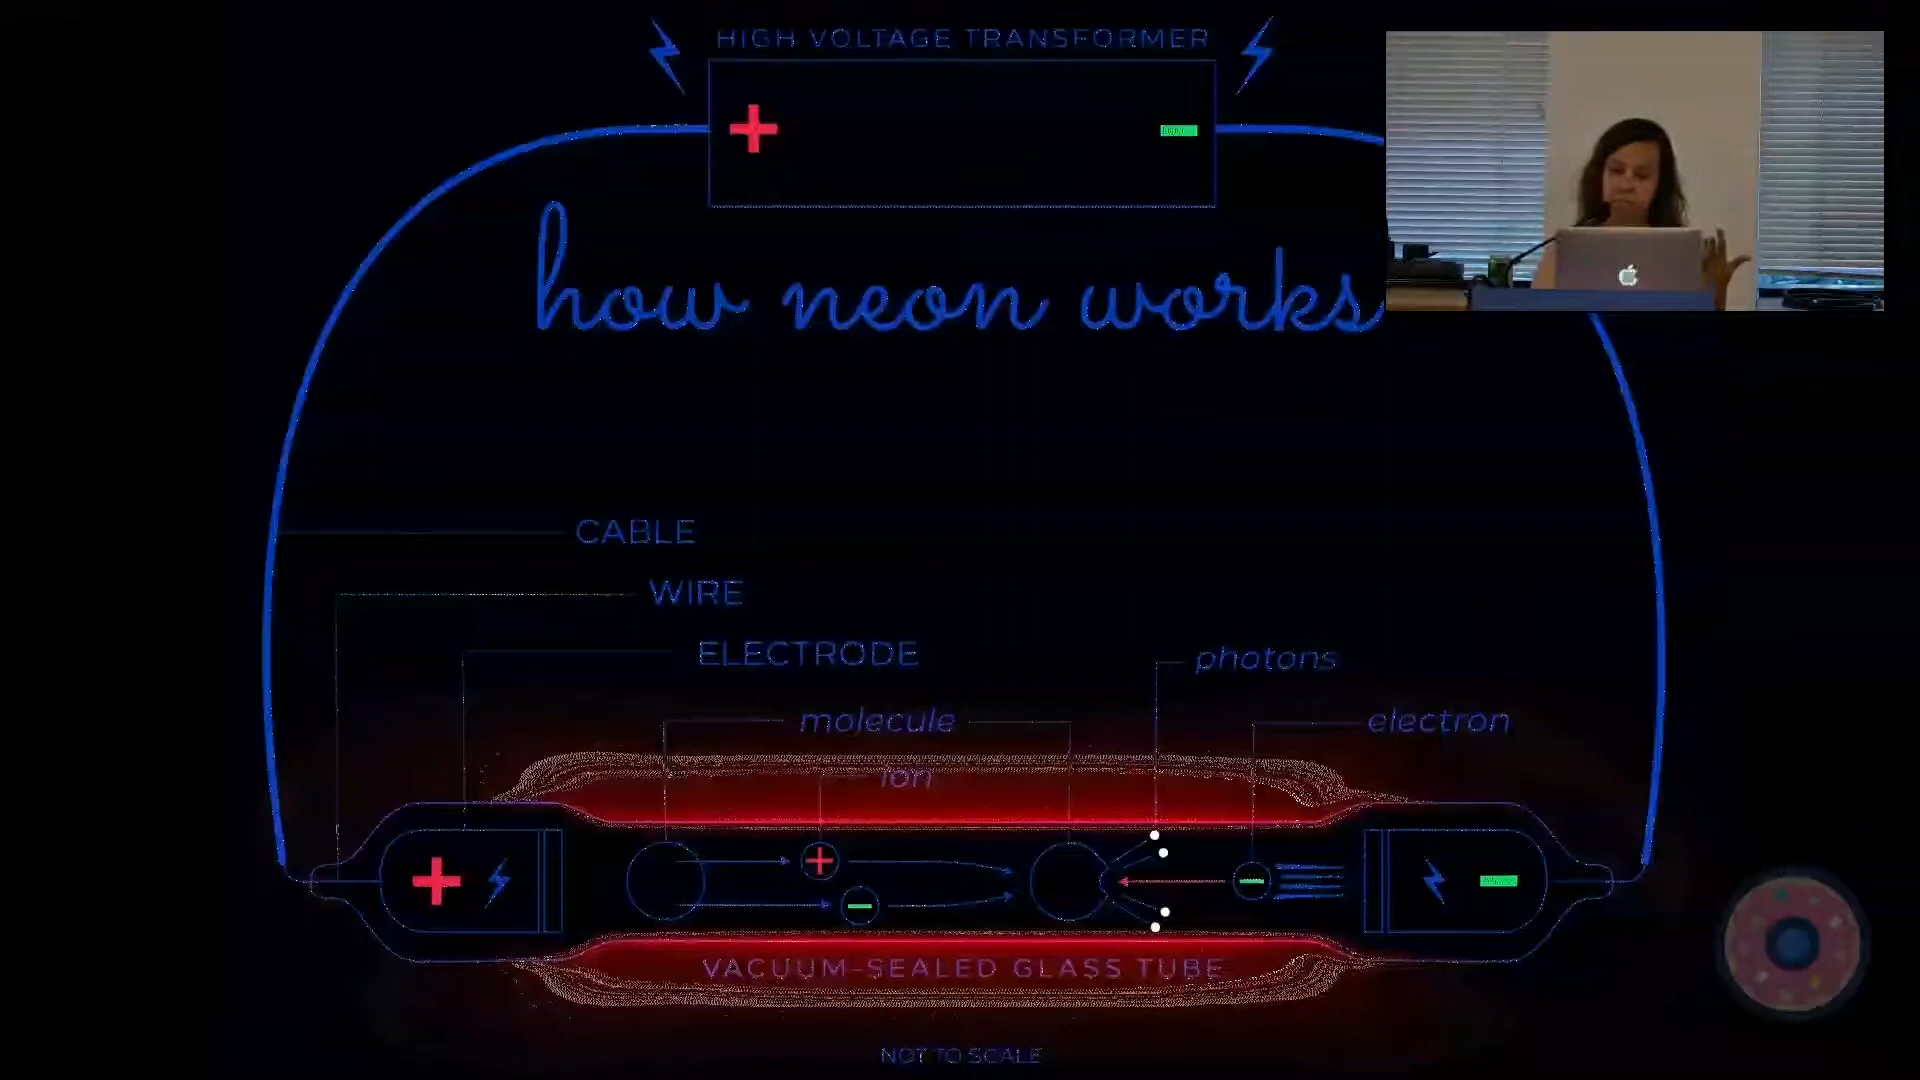 HIGH VOLTAGE TRANSFORMER
how neon works
CABLE
WIRE
ELECTRODE
photons
molecule
electron
ion
VACUUM-SEALED GLASS TUBE
NOT TO SCALE